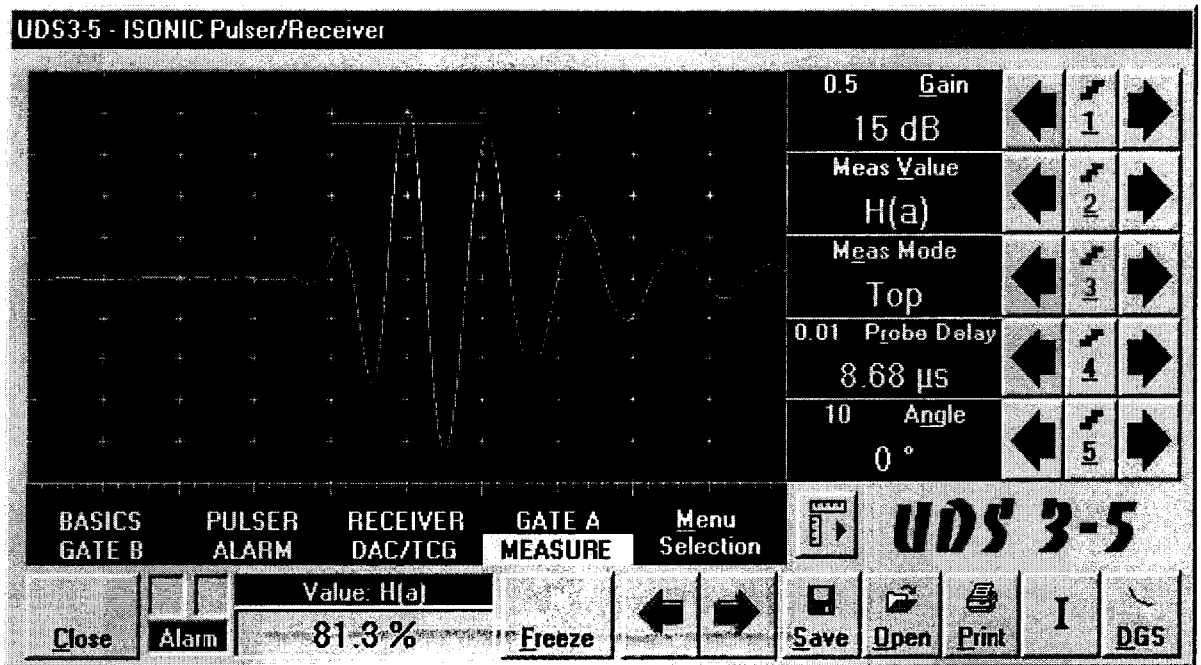 UDS3-5 - ISONIC Pulser/Receiver
0.5 Gain
15 dB
1
Meas Value
H(a)
2
Meas Mode
Top
3
0.01 Probe Delay
8.68 µs
4
10 Angle
0 °
5
BASICS PULSER RECEIVER GATE A Menu
GATE B ALARM DAC/TCG MEASURE Selection
UDS 3-5
Value: H(a)
Close Alarm 81.3 % Freeze Save Open Print I DGS